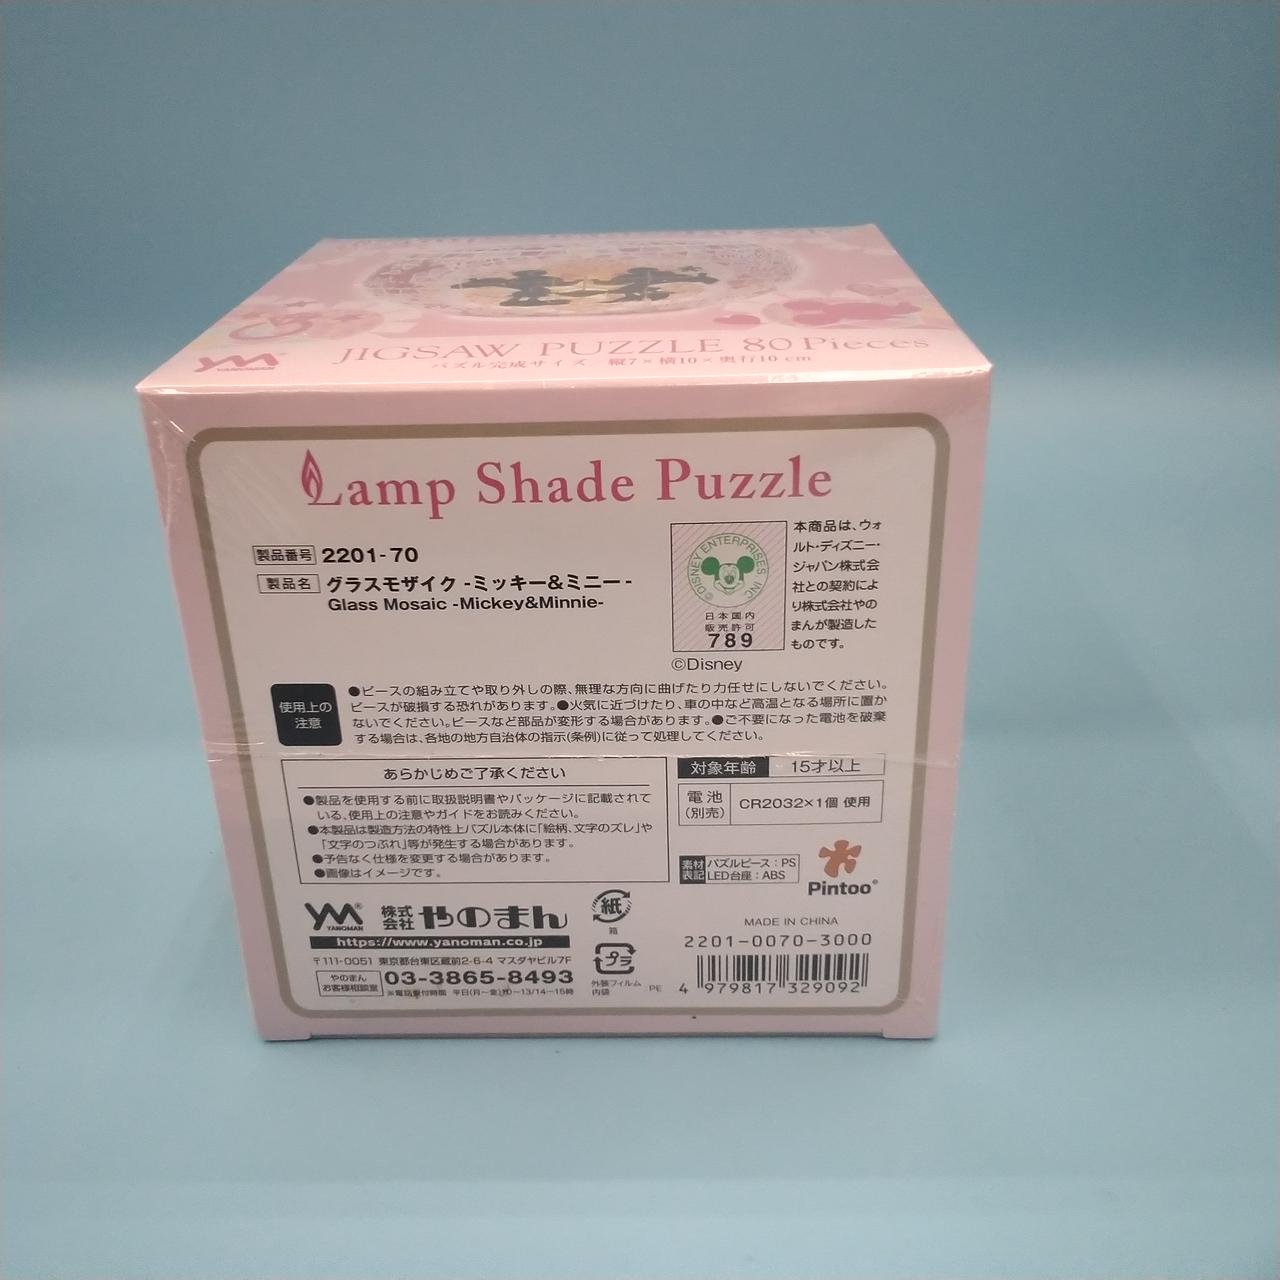 YM
YANOMAN
JIGSAW PUZZLE 80 Pieces
パズル完成サイズ 縦7×横10×奥行10 cm
Lamp Shade Puzzle
製品番号 2201-70
製品名 グラスモザイク -ミッキー&ミニー-
Glass Mosaic -Mickey&Minnie-
©DISNEY ENTERPRISES INC
日本国内
販売許可
789
©Disney
本商品は、ウォ
ルト・ディズニー・
ジャパン株式会
社との契約によ
り株式会社やの
まんが製造した
ものです。
使用上の
注意
●ピースの組み立てや取り外しの際、無理な方向に曲げたり力任せにしないでください。
ピースが破損する恐れがあります。●火気に近づけたり、車の中など高温となる場所に置か
ないでください。ピースなど部品が変形する場合があります。●ご不要になった電池を破棄
する場合は、各地の地方自治体の指示(条例)に従って処理してください。
あらかじめご了承ください
●製品を使用する前に取扱説明書やパッケージに記載されて
いる、使用上の注意やガイドをお読みください。
●本製品は製造方法の特性上パズル本体に「絵柄、文字のズレ」や
「文字のつぶれ」等が発生する場合があります。
●予告なく仕様を変更する場合があります。
●画像はイメージです。
対象年齢 15才以上
電池
(別売)
CR2032×1個 使用
素材
表記
パズルピース:PS
LED台座:ABS
Pintoo®
YM®
YANOMAN
株式
会社
やのまん
https://www.yanoman.co.jp
〒111-0051 東京都台東区蔵前2-6-4 マスダヤビル7F
やのまん
お客様相談室
03-3865-8493
※電話受付時間 平日(月~金)10~13/14~15時
紙
箱
プラ
外装フィルム
内袋
PE
MADE IN CHINA
2201-0070-3000
4 979817 329092